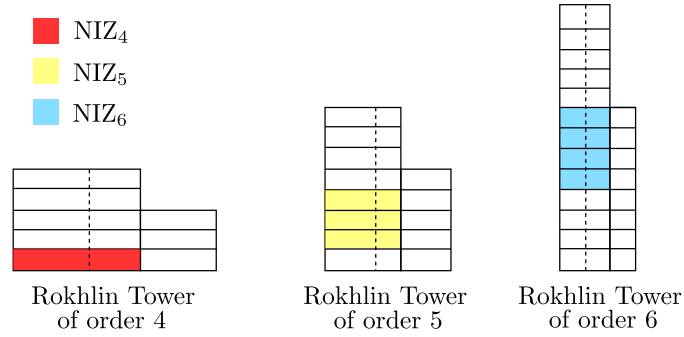 NIZ₄
NIZ₅
NIZ₆
Rokhlin Tower
of order 4
Rokhlin Tower
of order 5
Rokhlin Tower
of order 6